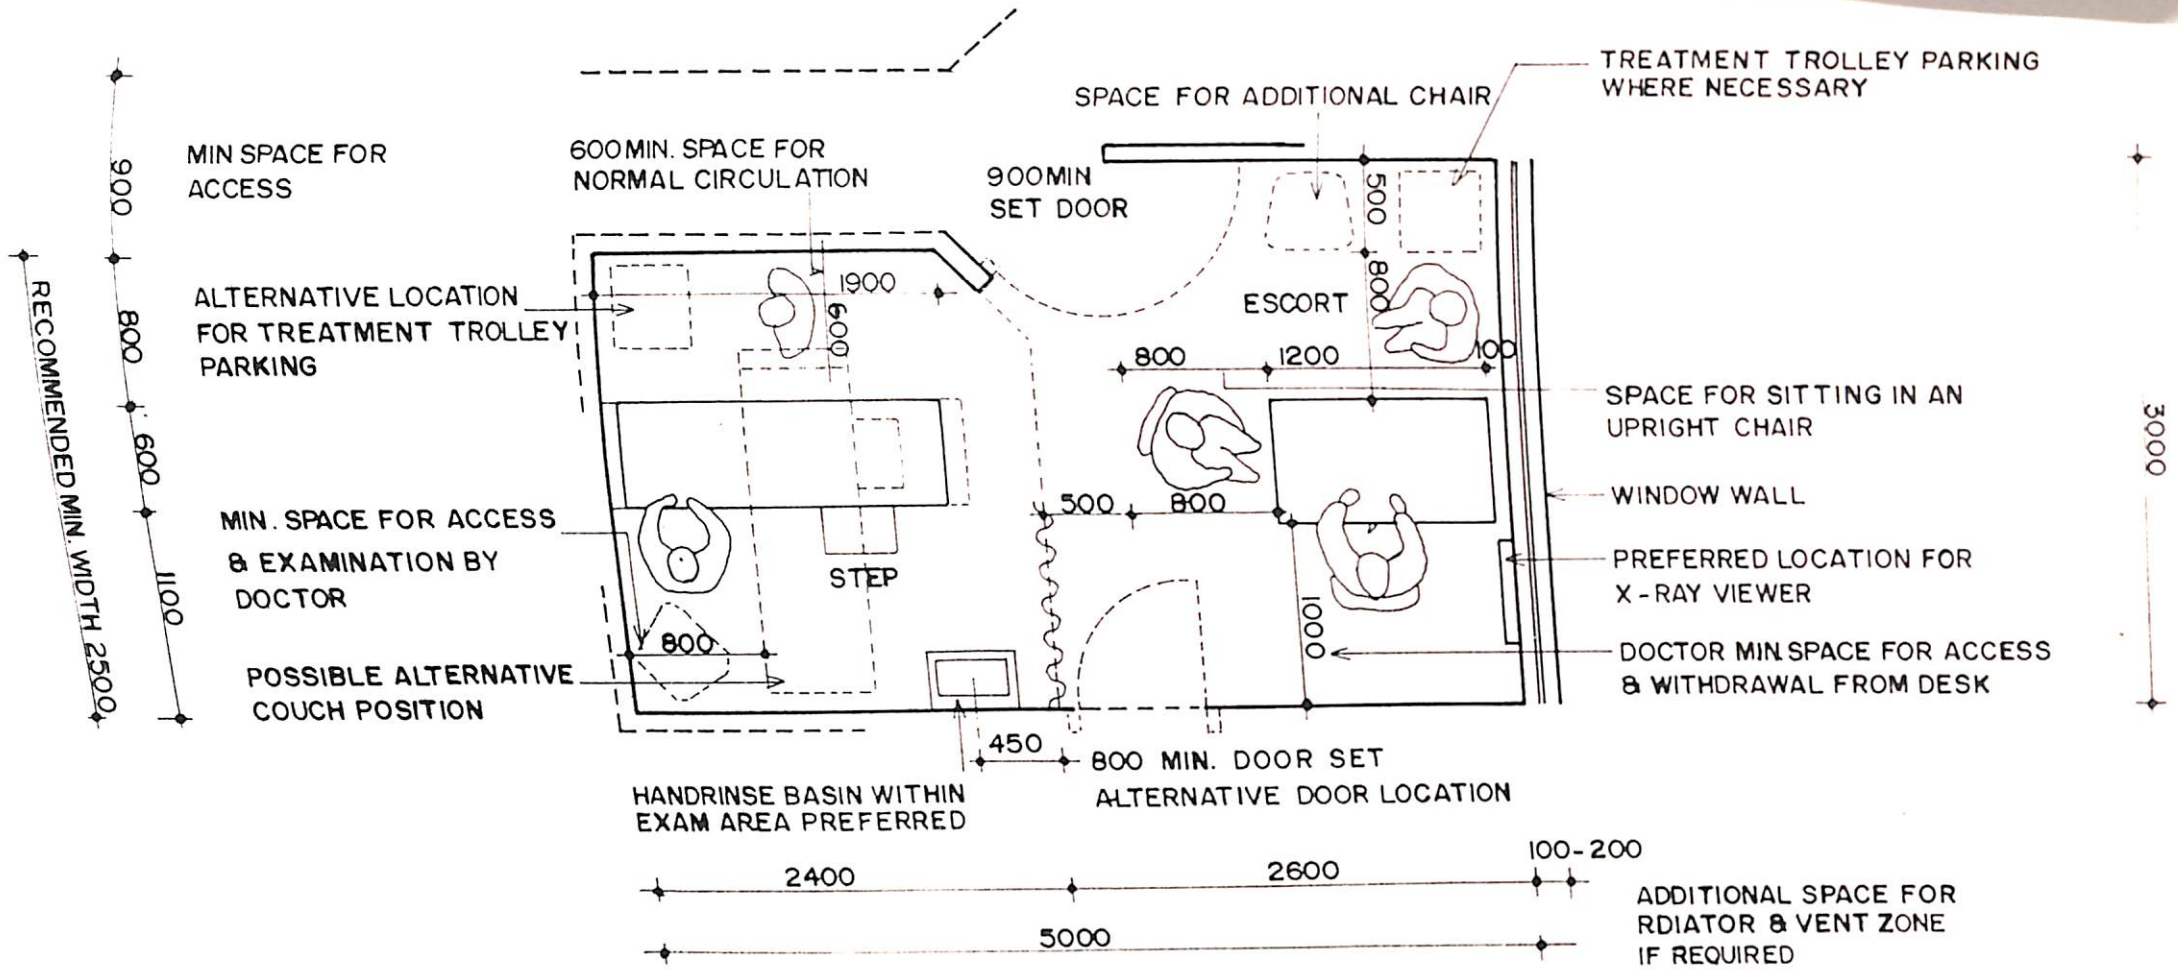 TREATMENT TROLLEY PARKING
WHERE NECESSARY
SPACE FOR ADDITIONAL CHAIR
MIN SPACE FOR
ACCESS
900
600 MIN. SPACE FOR
NORMAL CIRCULATION
900 MIN
SET DOOR
500
1900
600
ALTERNATIVE LOCATION
FOR TREATMENT TROLLEY
PARKING
800
ESCORT
800
800
1200
100
RECOMMENDED MIN. WIDTH 2500
600
SPACE FOR SITTING IN AN
UPRIGHT CHAIR
3000
500
800
WINDOW WALL
MIN. SPACE FOR ACCESS
& EXAMINATION BY
DOCTOR
1100
STEP
PREFERRED LOCATION FOR
X-RAY VIEWER
1000
800
DOCTOR MIN SPACE FOR ACCESS
& WITHDRAWAL FROM DESK
POSSIBLE ALTERNATIVE
COUCH POSITION
450
800 MIN. DOOR SET
ALTERNATIVE DOOR LOCATION
HANDRINSE BASIN WITHIN
EXAM AREA PREFERRED
2400
2600
100-200
5000
ADDITIONAL SPACE FOR
RDIATOR & VENT ZONE
IF REQUIRED